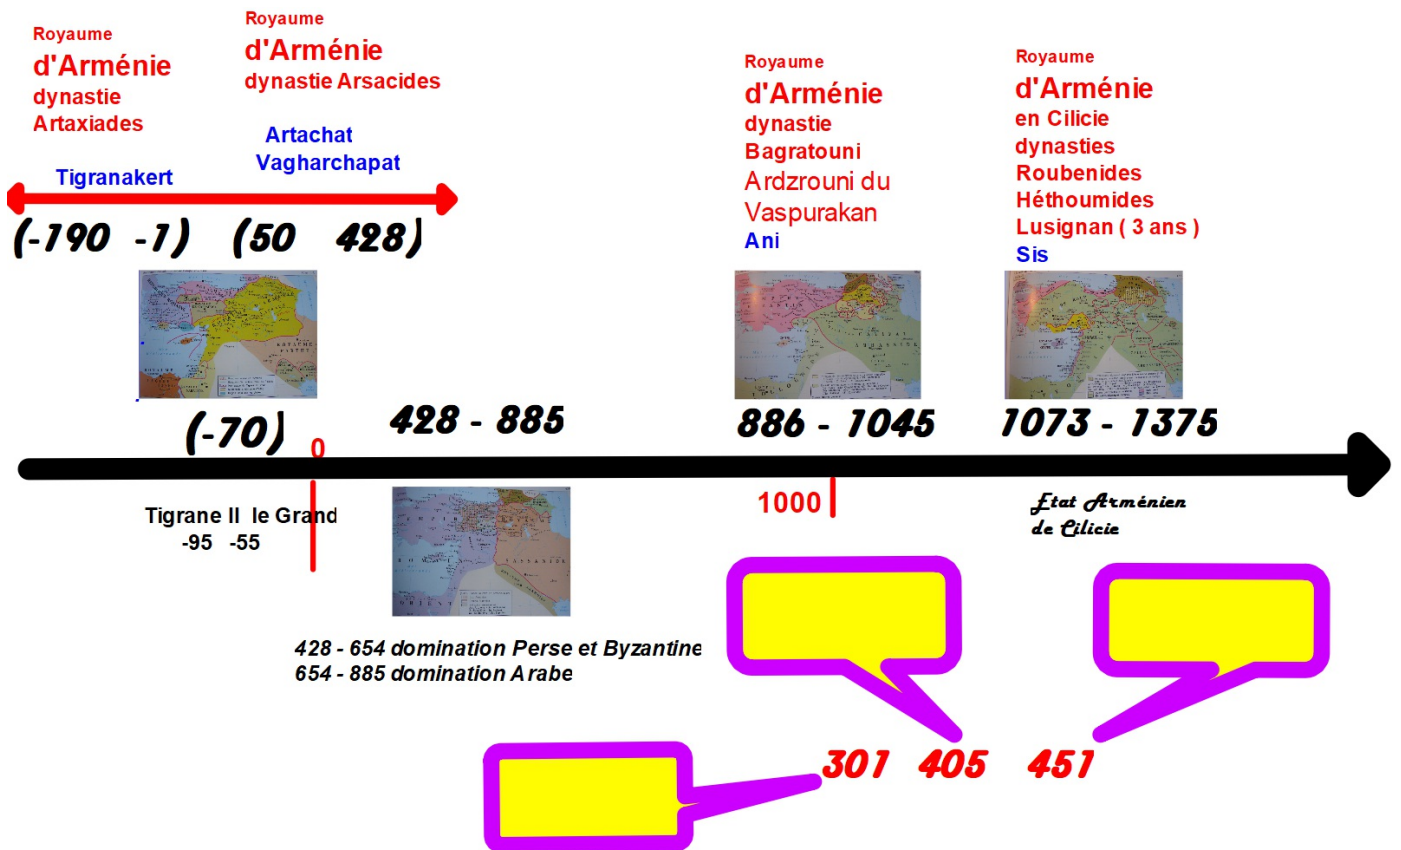 Royaume
d'Arménie
dynastie
Artaxiades
Tigranakert
(-190 -1)
Royaume
d'Arménie
dynastie Arsacides
Artachat
Vagharchapat
(50 428)
Royaume
d'Arménie
dynastie
Bagratouni
Ardzrouni du
Vaspurakan
Ani
Royaume
d'Arménie
en Cilicie
dynasties
Roubenides
Héthoumides
Lusignan ( 3 ans )
Sis
(-70)
0
428 - 885
886 - 1045
1073 - 1375
Tigrane II le Grand
-95 -55
1000
Etat Arménien
de Cilicie
428 - 654 domination Perse et Byzantine
654 - 885 domination Arabe
301 405 451